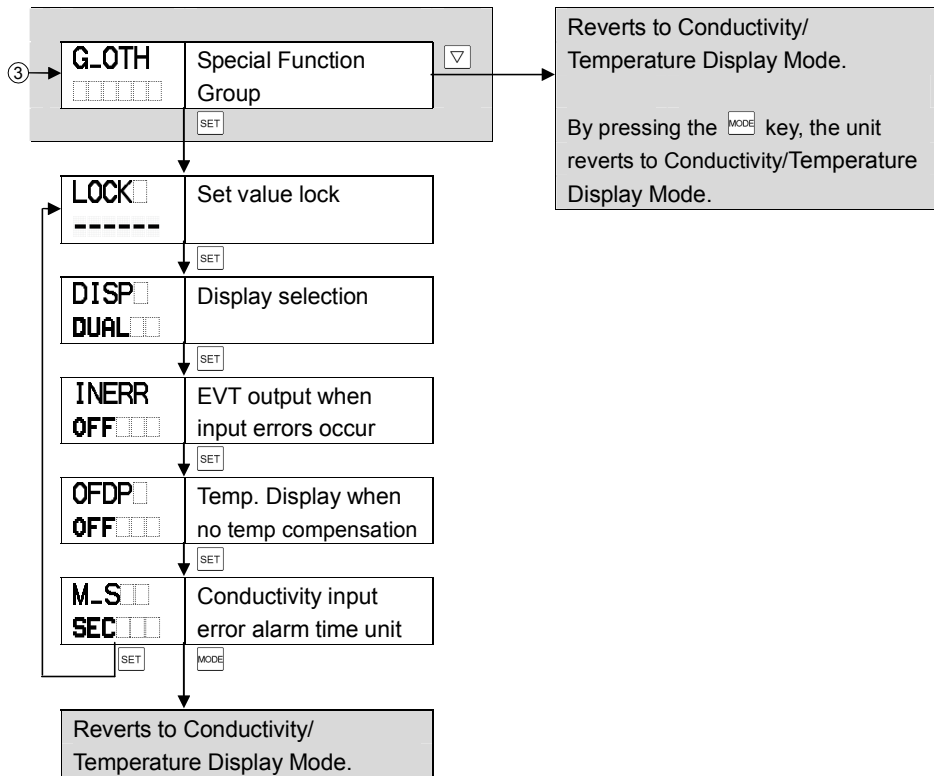 ③
G_OTH
Special Function
Group
▽
SET
Reverts to Conductivity/
Temperature Display Mode.
By pressing the MODE key, the unit
reverts to Conductivity/Temperature
Display Mode.
LOCK
------
Set value lock
SET
DISP
DUAL
Display selection
SET
INERR
OFF
EVT output when
input errors occur
SET
OFDP
OFF
Temp. Display when
no temp compensation
SET
M_S
SEC
Conductivity input
error alarm time unit
SET
MODE
Reverts to Conductivity/
Temperature Display Mode.